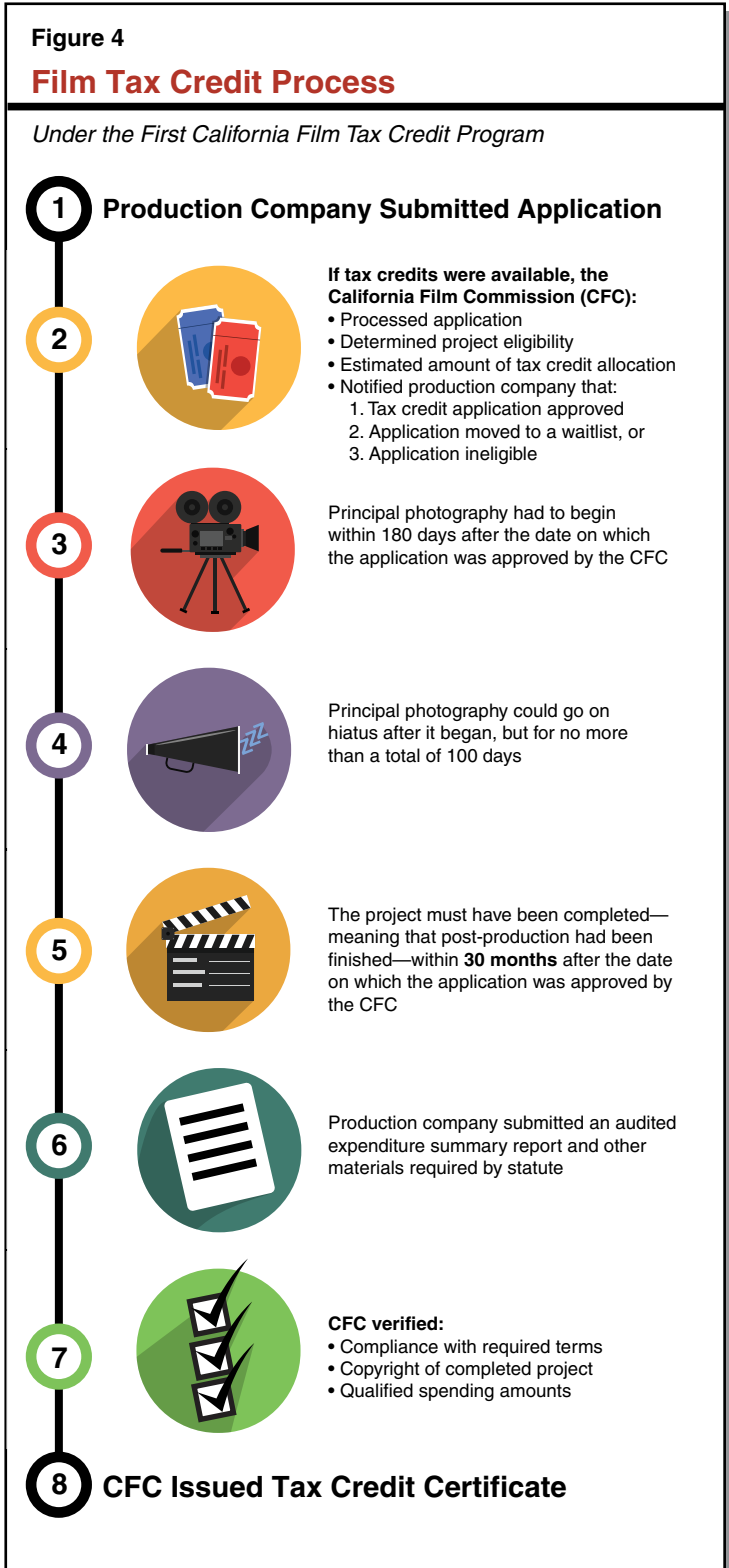 Figure 4
Film Tax Credit Process
Under the First California Film Tax Credit Program
1 Production Company Submitted Application
2
If tax credits were available, the
California Film Commission (CFC):
• Processed application
• Determined project eligibility
• Estimated amount of tax credit allocation
• Notified production company that:
1. Tax credit application approved
2. Application moved to a waitlist, or
3. Application ineligible
3
Principal photography had to begin
within 180 days after the date on which
the application was approved by the CFC
4
Principal photography could go on
hiatus after it began, but for no more
than a total of 100 days
zzz
5
The project must have been completed—
meaning that post-production had been
finished—within 30 months after the date
on which the application was approved by
the CFC
6
Production company submitted an audited
expenditure summary report and other
materials required by statute
7
CFC verified:
• Compliance with required terms
• Copyright of completed project
• Qualified spending amounts
8 CFC Issued Tax Credit Certificate